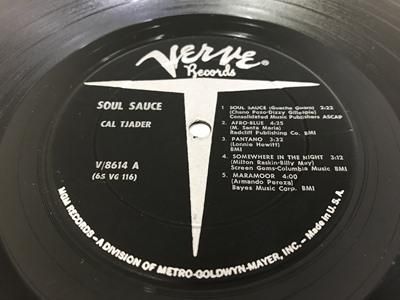 Verve®
Records
SOUL SAUCE
CAL TJADER
V/8614 A
(65 VG 116)
1 SOUL SAUCE (Guacha Guaro) 2:22
(Chano Pozo-Dizzy Gillespie)
Consolidated Music Publishers ASCAP
2 AFRO-BLUE 4:25
(M. Santa Maria)
Radcliff Publishing Co. BMI
3 PANTANO 3:32
(Lonnie Hewitt)
BMI
4 SOMEWHERE IN THE NIGHT 3:12
(Milton Raskin-Billy May)
Screen Gems-Columbia Music BMI
5 MARAMOOR 4:00
(Armando Pereza)
Bayes Music Corp. BMI
MGM RECORDS - A DIVISION OF METRO-GOLDWYN-MAYER, INC. - Made in U.S.A.